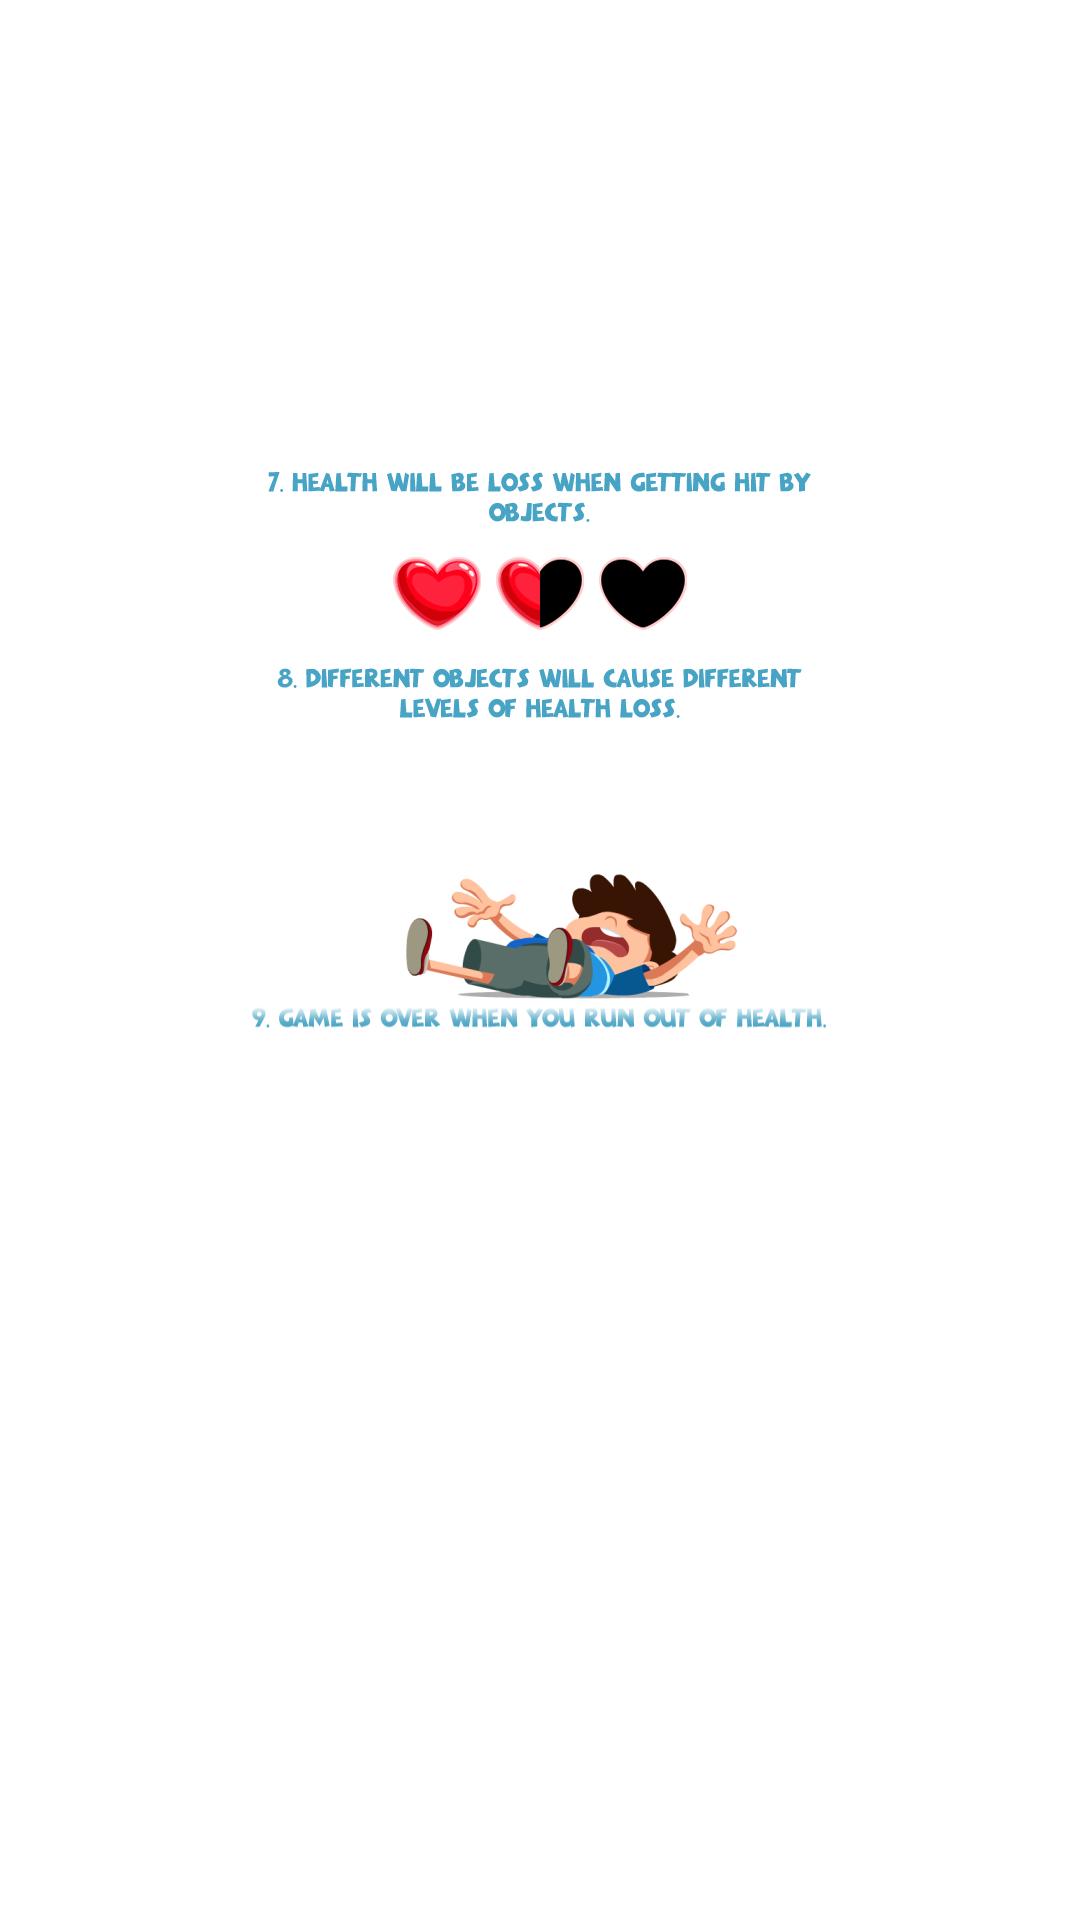 7. HEALTH WILL BE LOSS WHEN GETTING HIT BY
OBJECTS.
8. DIFFERENT OBJECTS WILL CAUSE DIFFERENT
LEVELS OF HEALTH LOSS.
9. GAME IS OVER WHEN YOU RUN OUT OF HEALTH.